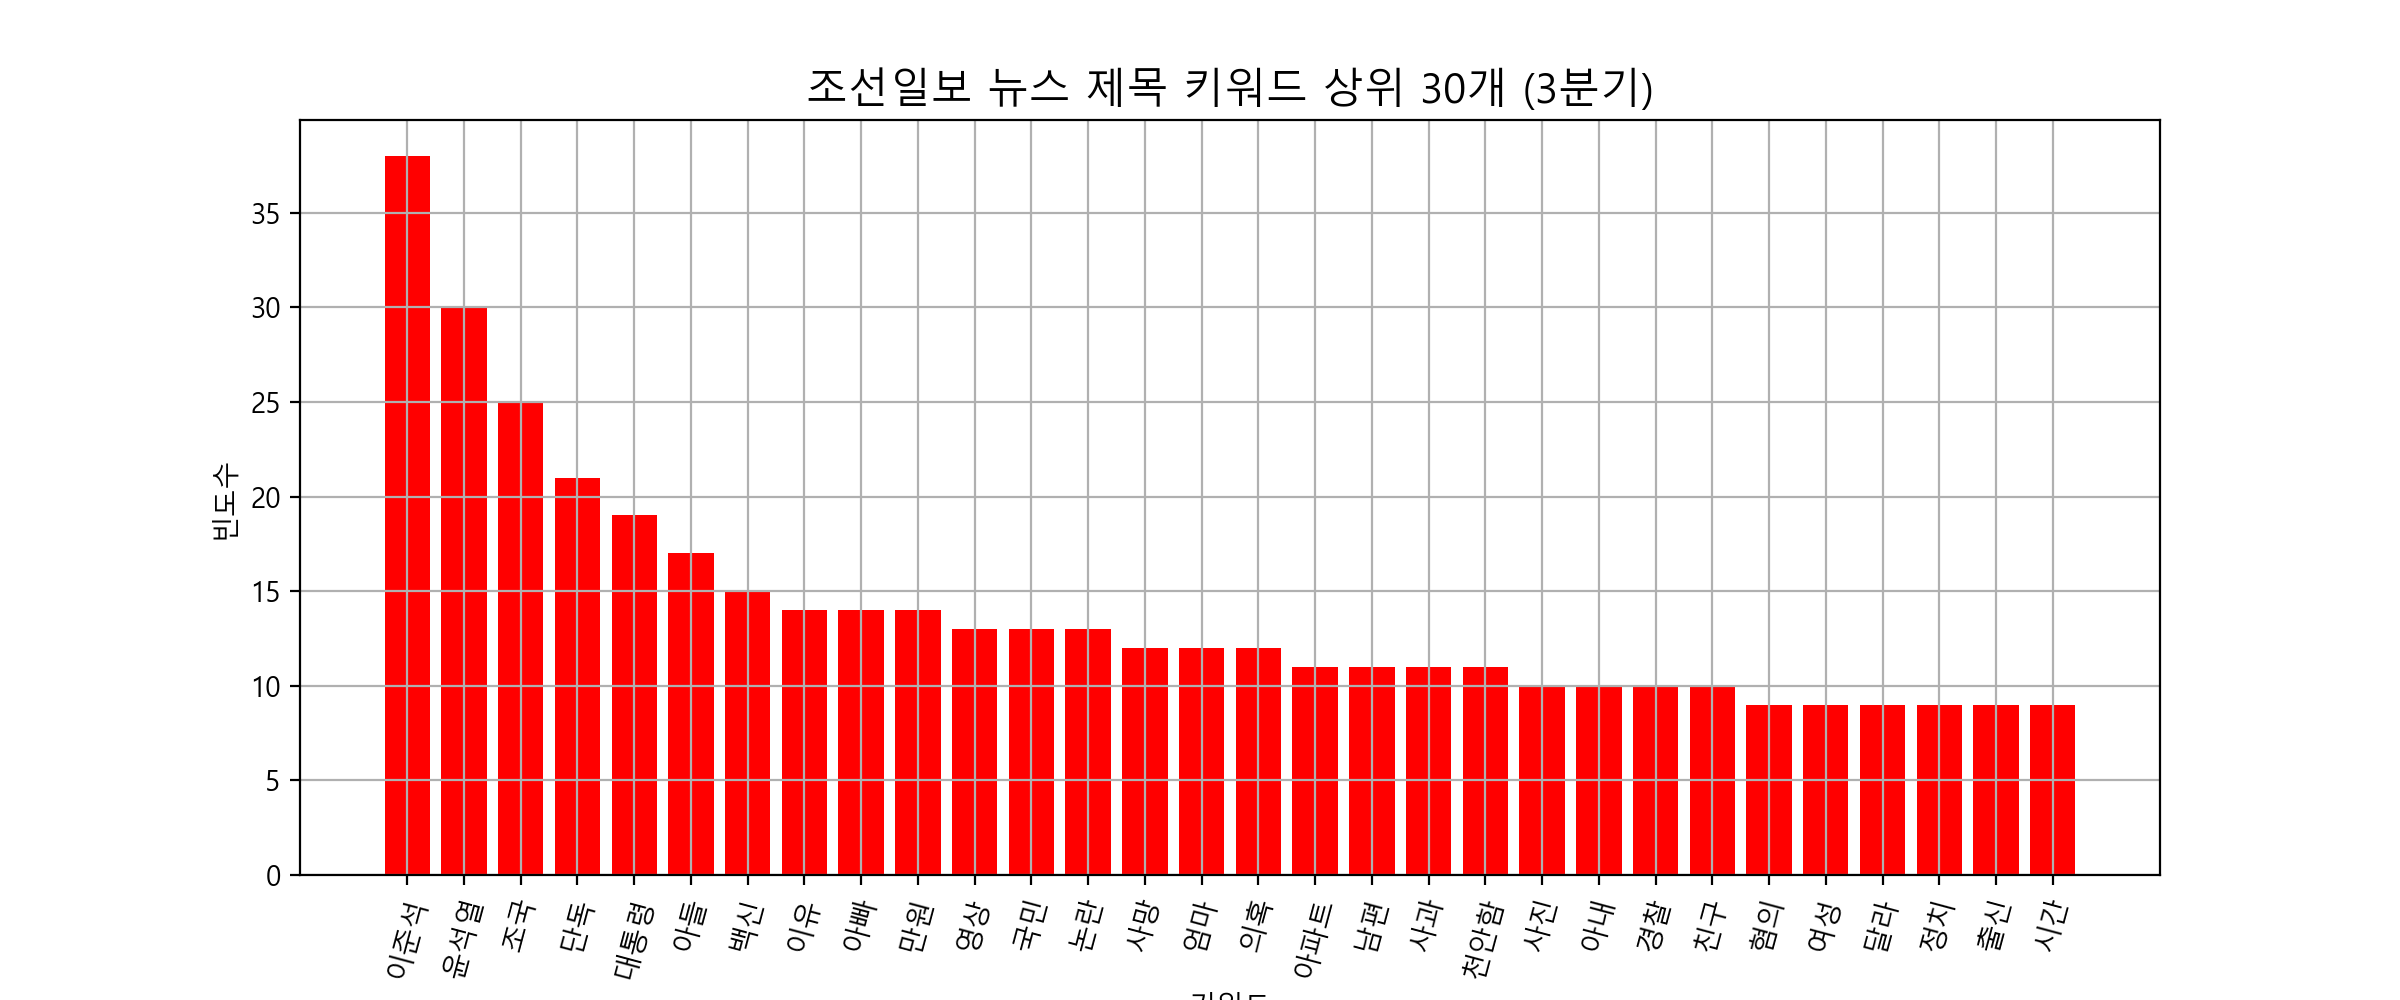 조선일보 뉴스 제목 키워드 상위 30개 (3분기)
빈도수
35
30
25
20
15
10
5
0
이준석 윤석열 조국 단독 대통령 아들 백신 이유 아빠 만원 영상 국민 논란 사망 엄마 의혹 아파트 남편 사과 천안함 사진 아내 경찰 친구 혐의 여성 달라 정치 출신 시간